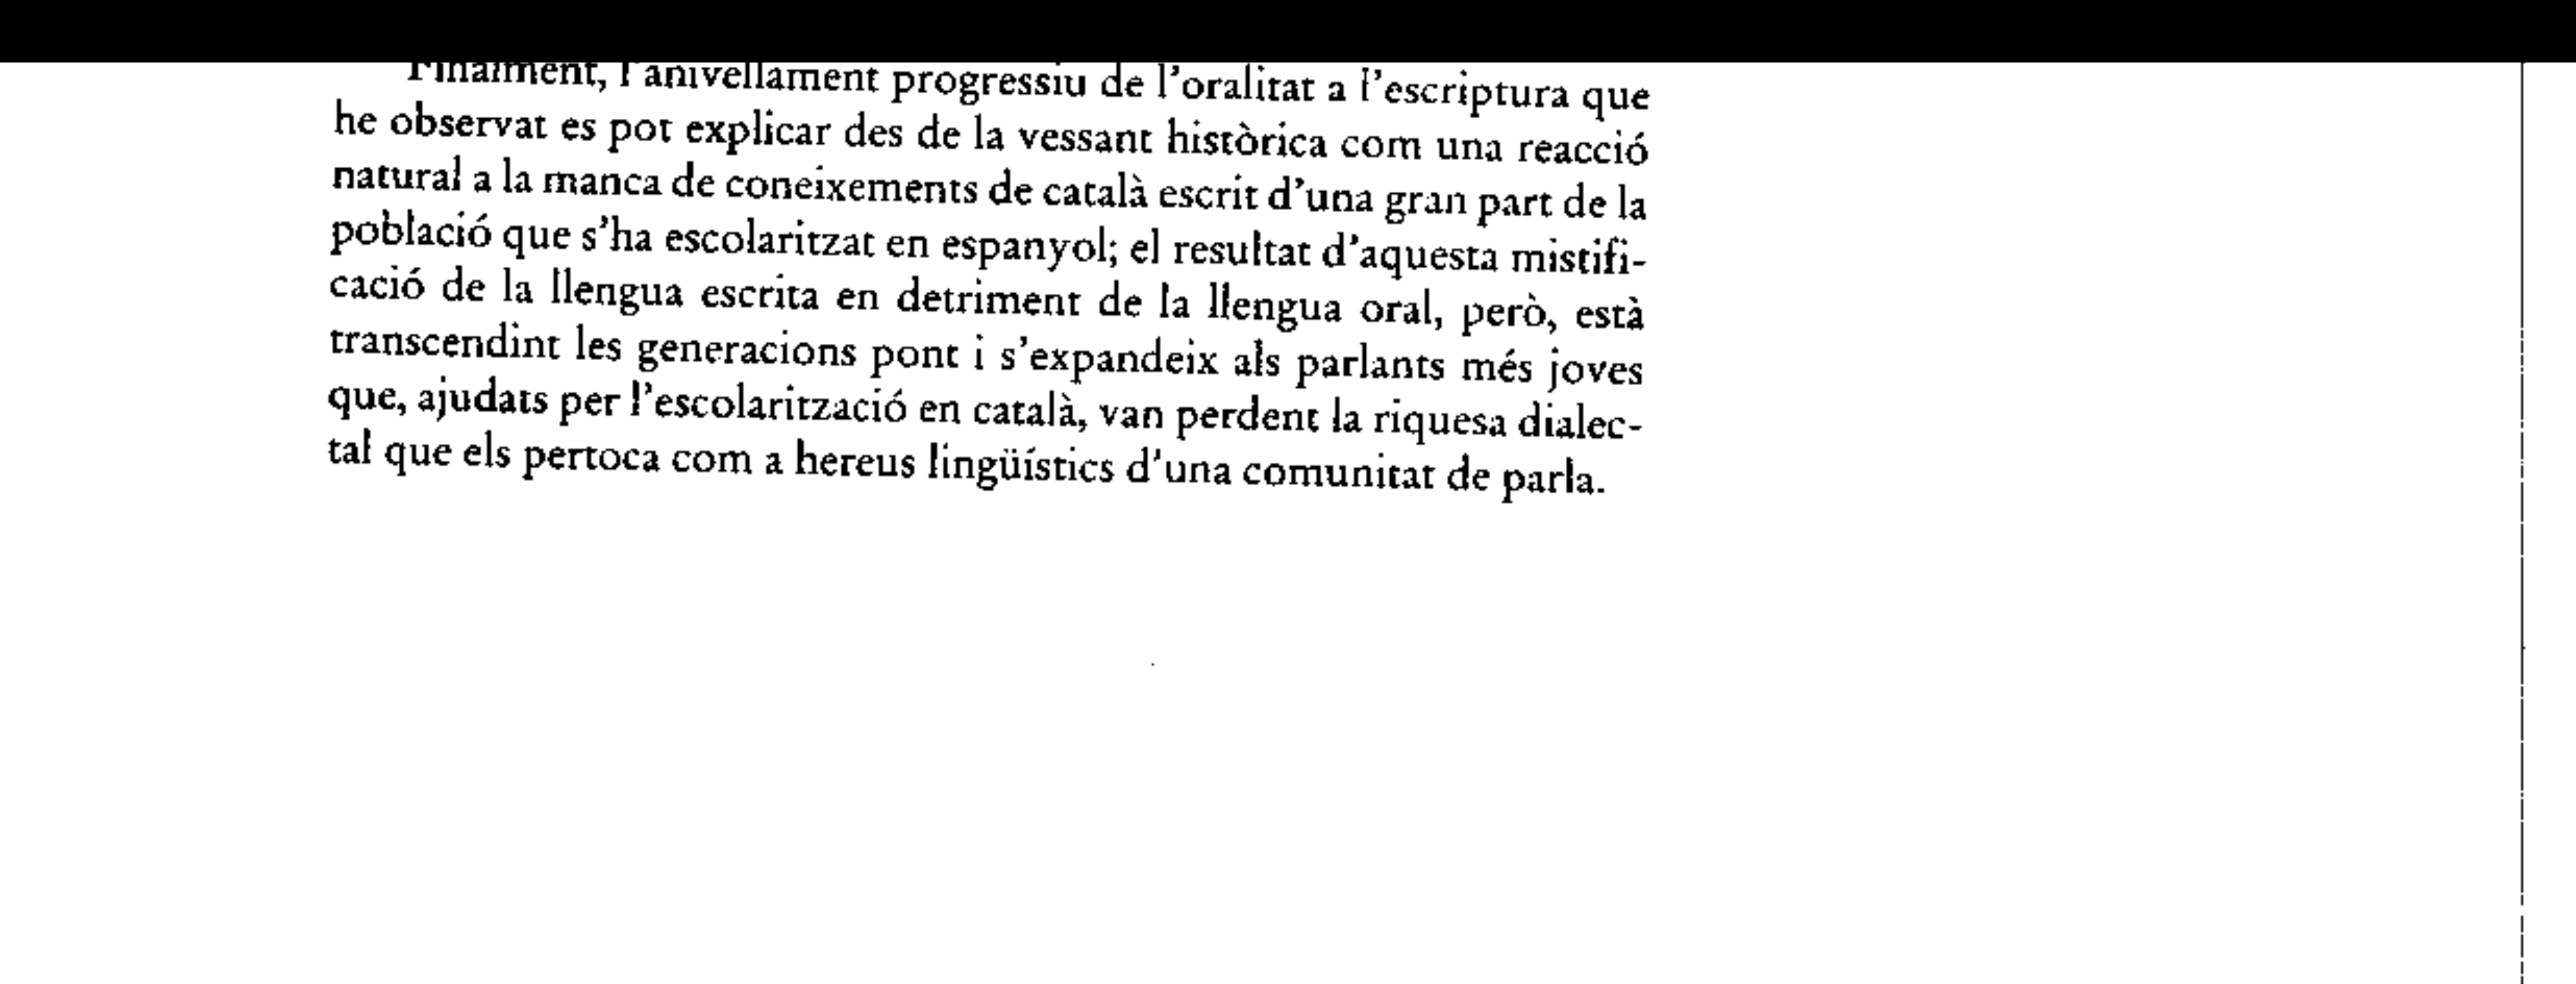 Finalment, l'anivellament progressiu de l'oralitat a l'escriptura que
he observat es pot explicar des de la vessant històrica com una reacció
natural a la manca de coneixements de català escrit d'una gran part de la
població que s'ha escolaritzat en espanyol; el resultat d'aquesta mistifi-
cació de la llengua escrita en detriment de la llengua oral, però, està
transcendint les generacions pont i s'expandeix als parlants més joves
que, ajudats per l'escolarització en català, van perdent la riquesa dialec-
tal que els pertoca com a hereus lingüístics d'una comunitat de parla.